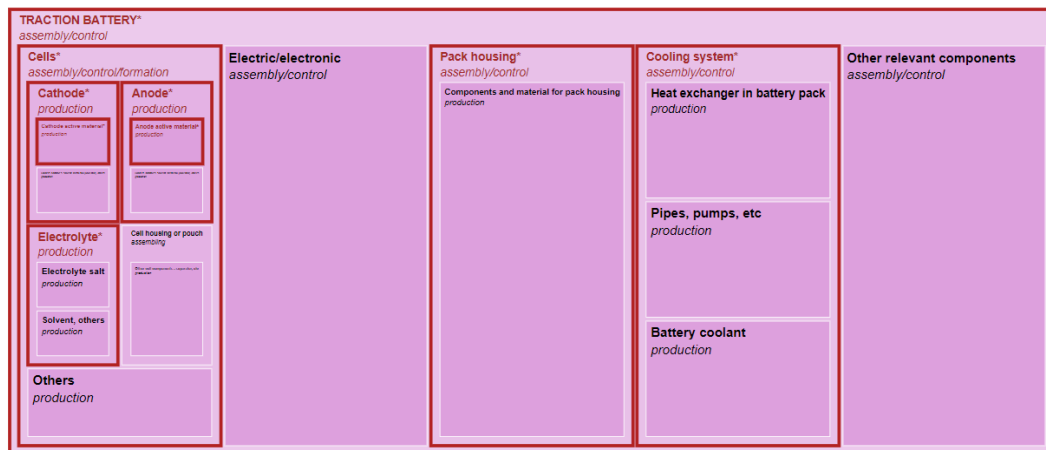 TRACTION BATTERY*
assembly/control
Cells*
assembly/control/formation
Cathode*
production
Cathode active material*
production
Anode*
production
Anode active material*
production
Electrolyte*
production
Electrolyte salt
production
Solvent, others
production
Cell housing or pouch
assembling
production
Others
production
Electric/electronic
assembly/control
Pack housing*
assembly/control
Components and material for pack housing
production
Cooling system*
assembly/control
Heat exchanger in battery pack
production
Pipes, pumps, etc
production
Battery coolant
production
Other relevant components
assembly/control